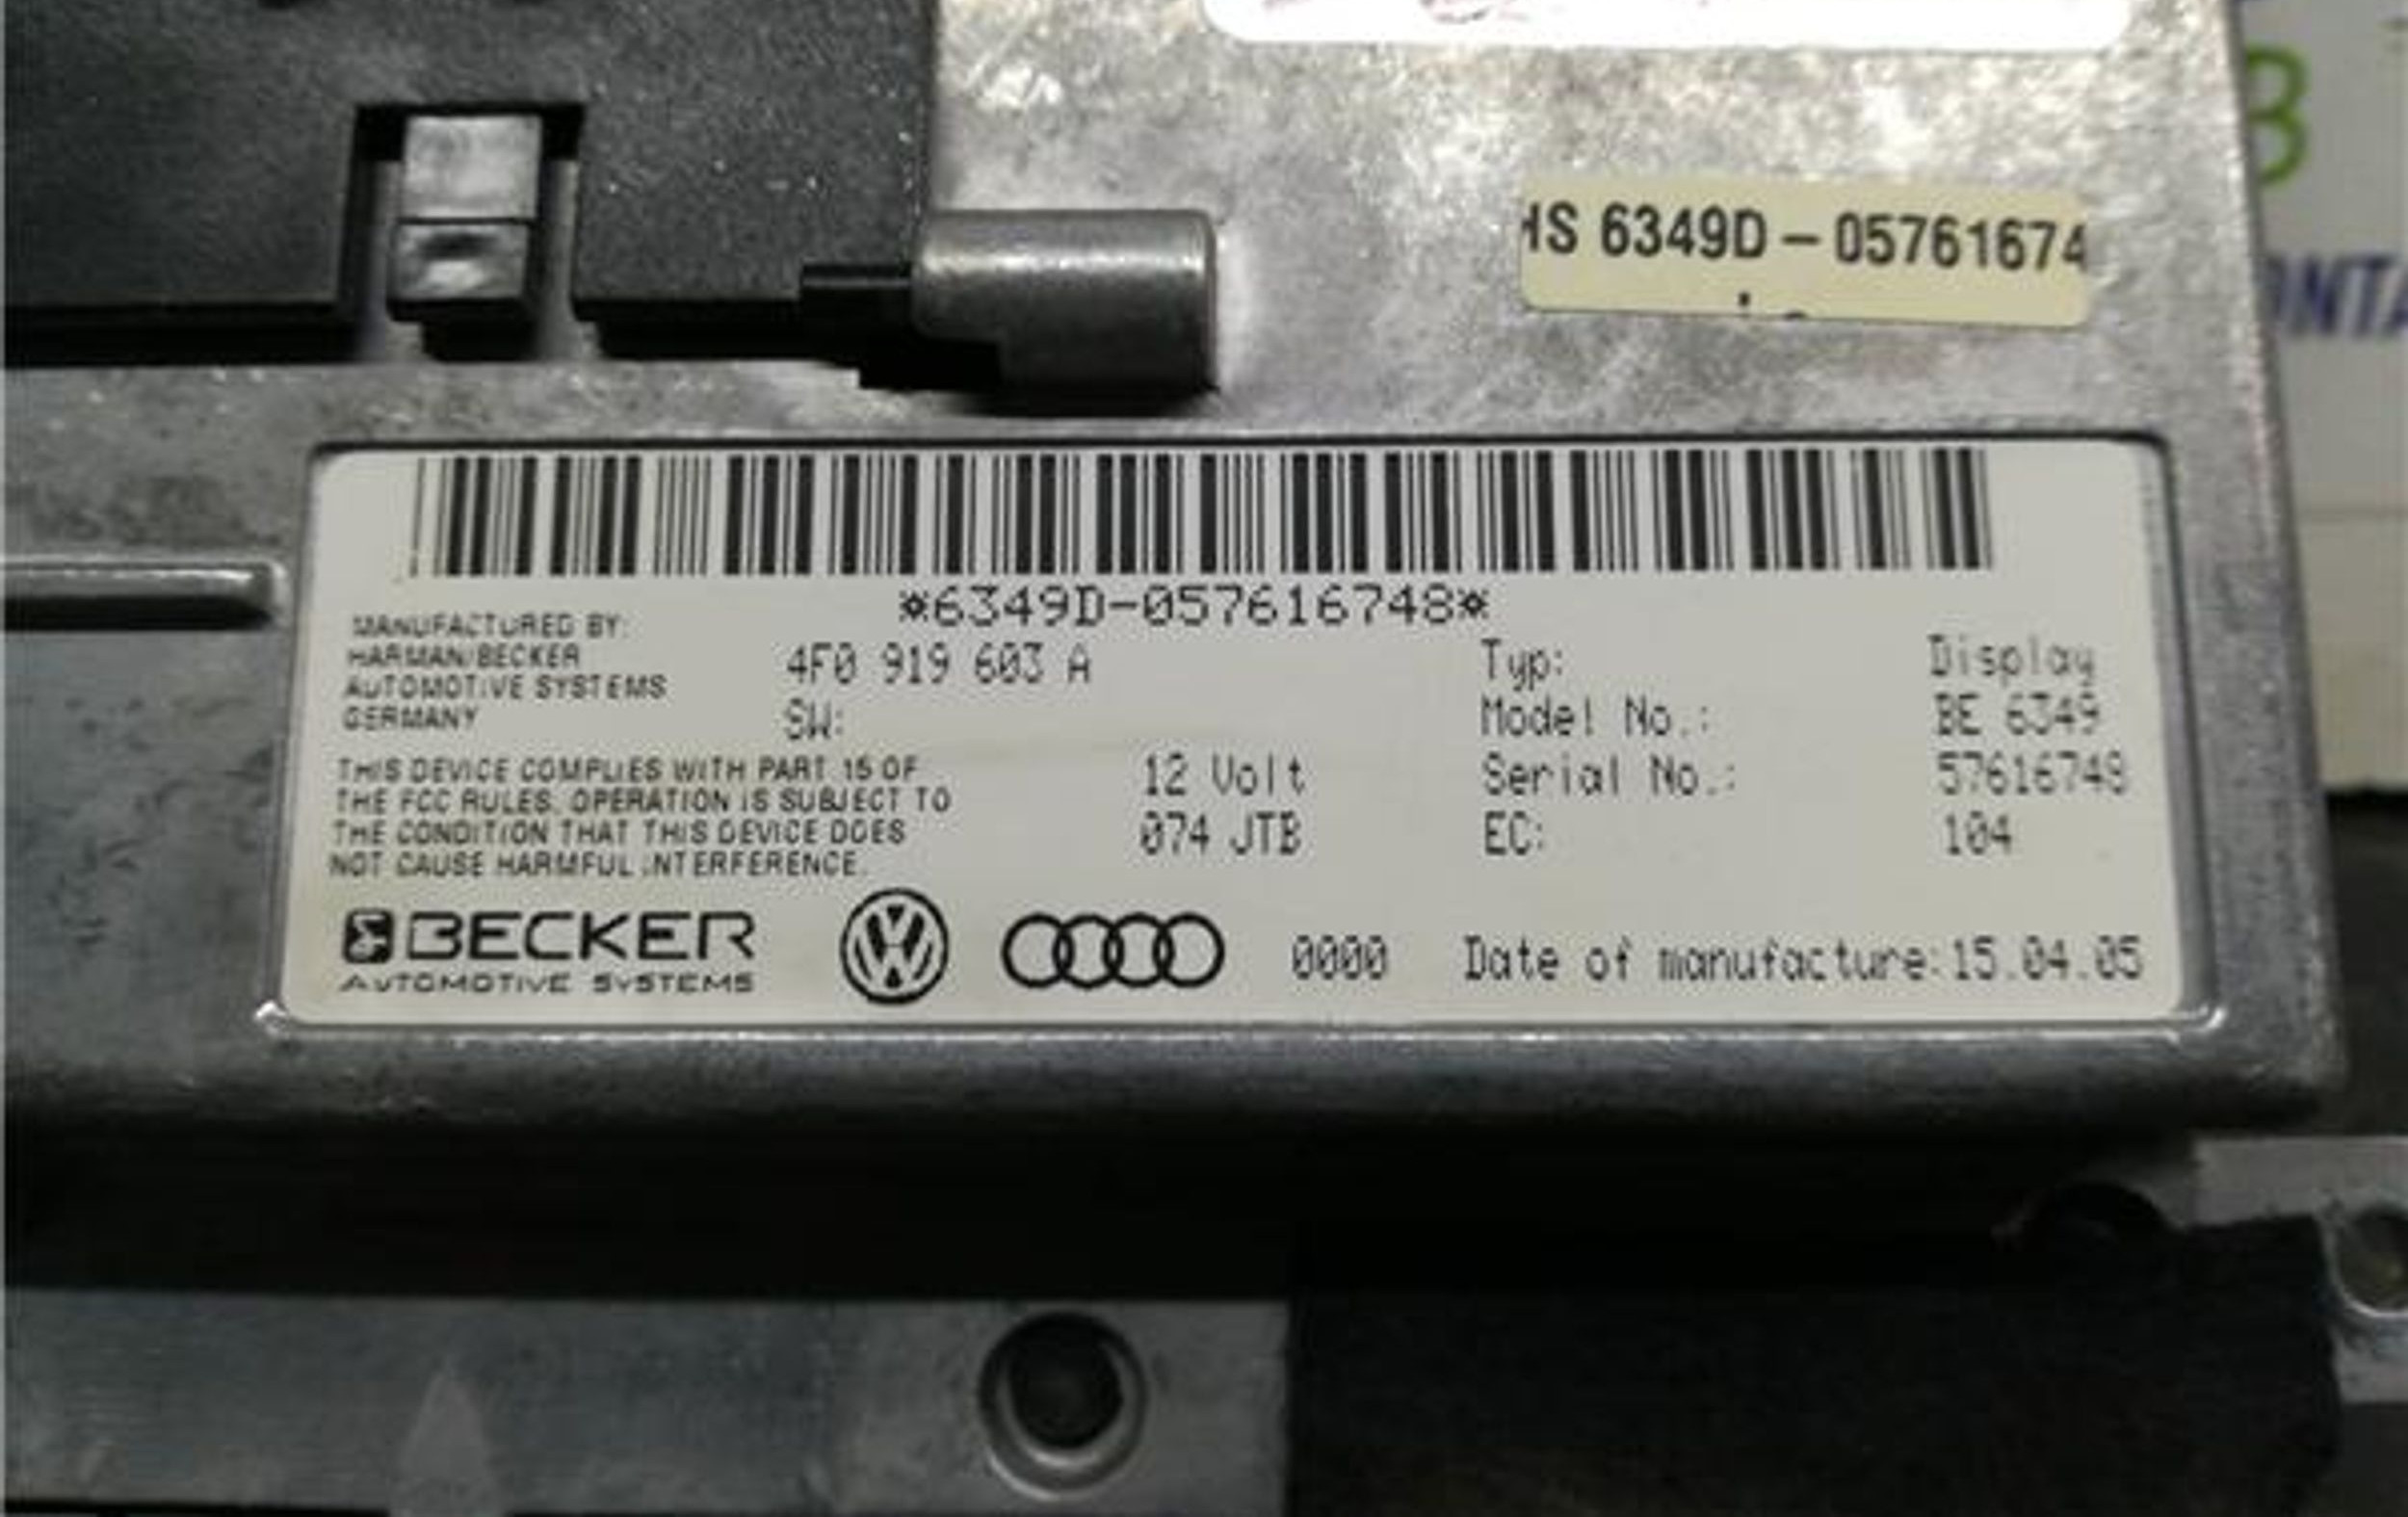 HS 6349D – 05761674
*6349D-057616748*
MANUFACTURED BY:
HARMAN/BECKER
AUTOMOTIVE SYSTEMS
GERMANY
4F0 919 603 A
SW:
THIS DEVICE COMPLIES WITH PART 15 OF
THE FCC RULES. OPERATION IS SUBJECT TO
THE CONDITION THAT THIS DEVICE DOES
NOT CAUSE HARMFUL INTERFERENCE.
12 Volt
074 JTB
Typ: Display
Model No.: BE 6349
Serial No.: 57616748
EC: 104
BECKER
AUTOMOTIVE SYSTEMS
0000 Date of manufacture: 15.04.05